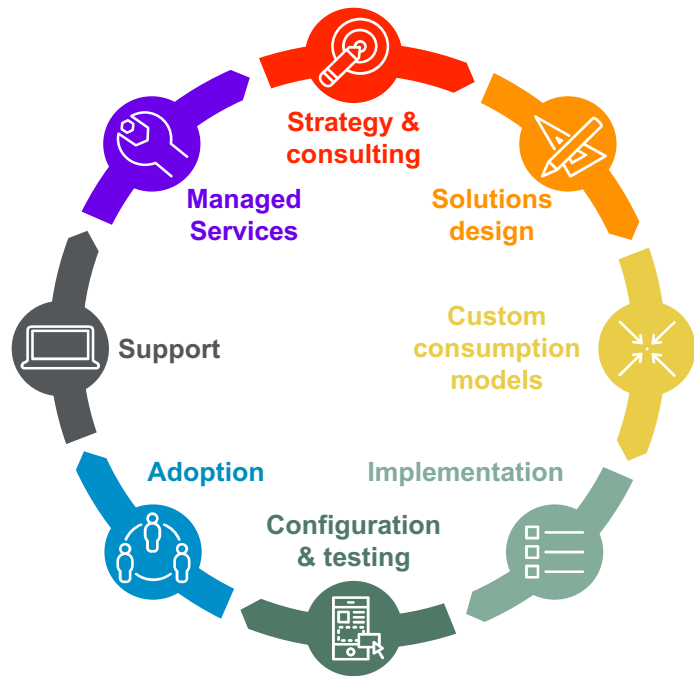 Strategy &
consulting
Solutions
design
Custom
consumption
models
Implementation
Configuration
& testing
Adoption
Support
Managed
Services